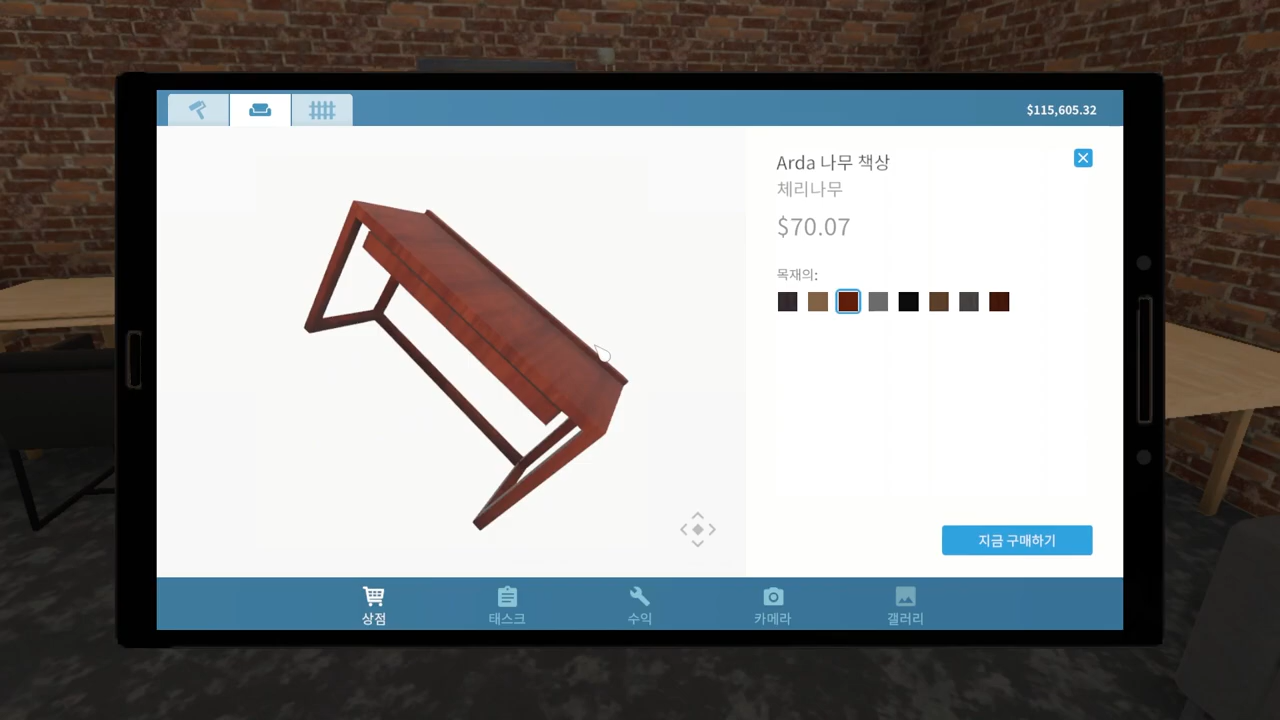 $115,605.32
Arda 나무 책상
체리나무
$70.07
목재의:
지금 구매하기
상점
태스크
수익
카메라
갤러리